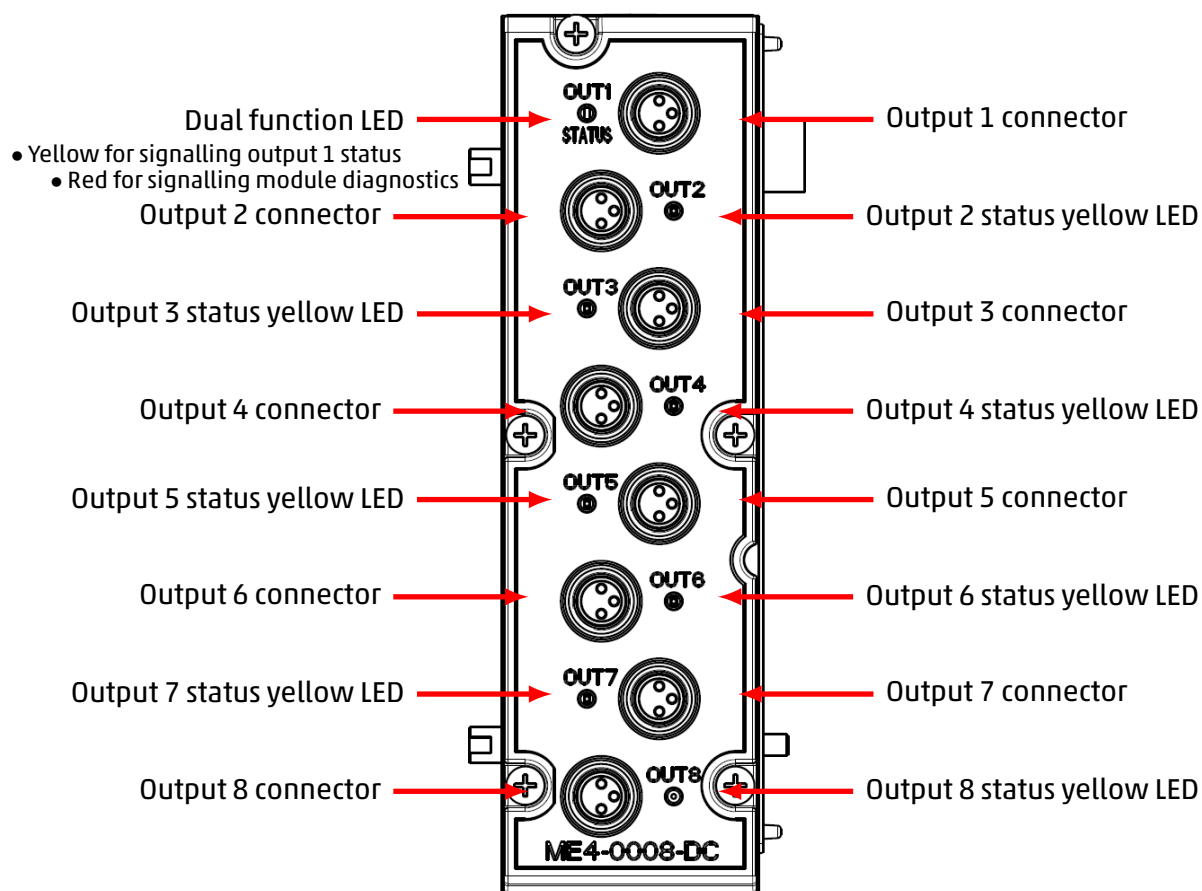 OUT1
STATUS
Dual function LED
• Yellow for signalling output 1 status
• Red for signalling module diagnostics
Output 1 connector
Output 2 connector
OUT2
Output 2 status yellow LED
Output 3 status yellow LED
OUT3
Output 3 connector
Output 4 connector
OUT4
Output 4 status yellow LED
Output 5 status yellow LED
OUT5
Output 5 connector
Output 6 connector
OUT6
Output 6 status yellow LED
Output 7 status yellow LED
OUT7
Output 7 connector
Output 8 connector
OUT8
Output 8 status yellow LED
ME4-0008-DC